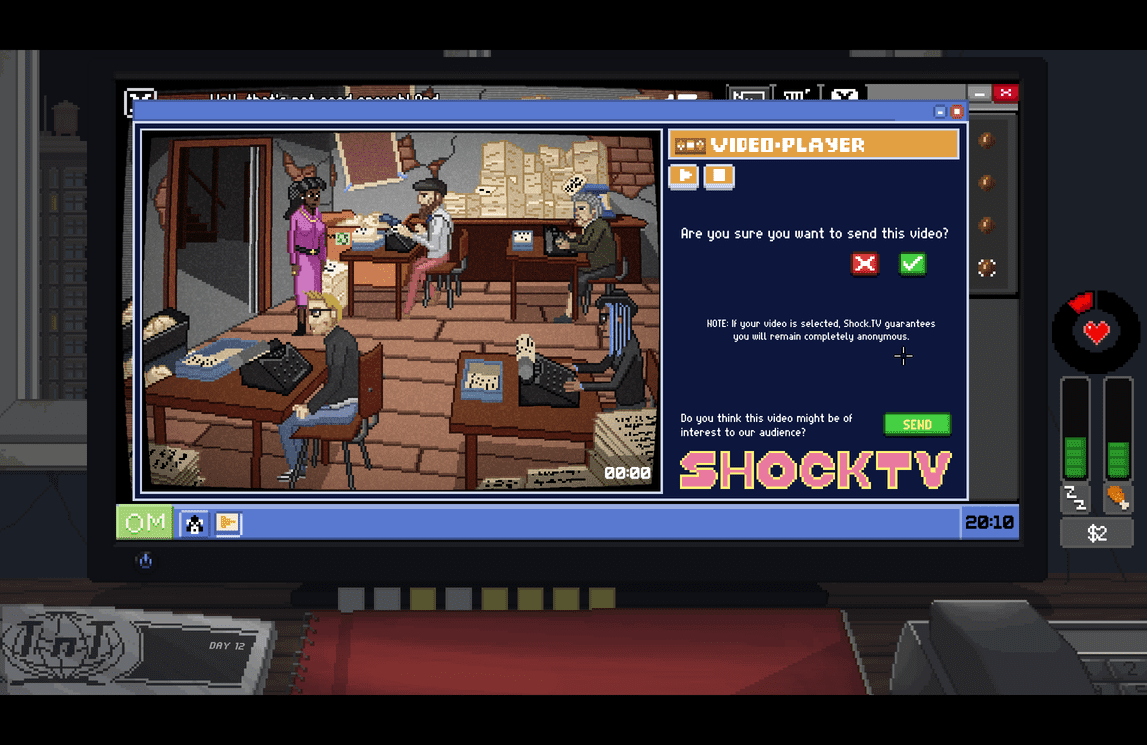 VIDEO-PLAYER
Are you sure you want to send this video?
NOTE: If your video is selected, Shock.TV guarantees
you will remain completely anonymous.
Do you think this video might be of
interest to our audience?
SEND
SHOCKTV
00:00
OM
20:10
$2
TnT
DAY 12